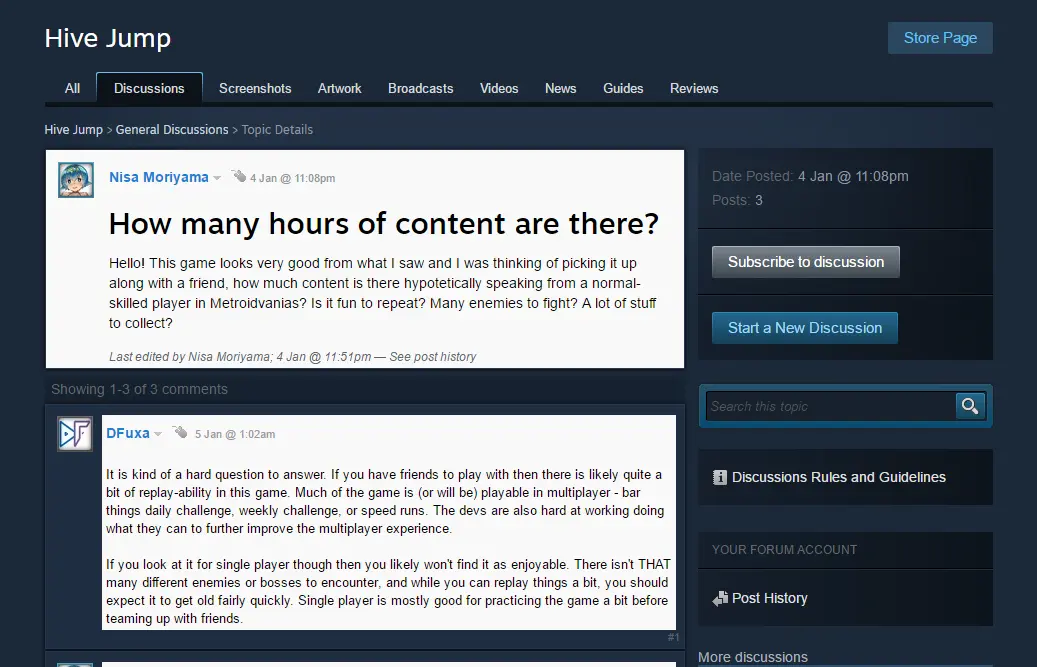 Hive Jump
Store Page
All Discussions Screenshots Artwork Broadcasts Videos News Guides Reviews
Hive Jump > General Discussions > Topic Details
Nisa Moriyama 4 Jan @ 11:08pm
How many hours of content are there?
Hello! This game looks very good from what I saw and I was thinking of picking it up
along with a friend, how much content is there hypotetically speaking from a normal-
skilled player in Metroidvanias? Is it fun to repeat? Many enemies to fight? A lot of stuff
to collect?
Last edited by Nisa Moriyama; 4 Jan @ 11:51pm — See post history
Showing 1-3 of 3 comments
DFuxa 5 Jan @ 1:02am
It is kind of a hard question to answer. If you have friends to play with then there is likely quite a
bit of replay-ability in this game. Much of the game is (or will be) playable in multiplayer - bar
things daily challenge, weekly challenge, or speed runs. The devs are also hard at working doing
what they can to further improve the multiplayer experience.
If you look at it for single player though then you likely won't find it as enjoyable. There isn't THAT
many different enemies or bosses to encounter, and while you can replay things a bit, you should
expect it to get old fairly quickly. Single player is mostly good for practicing the game a bit before
teaming up with friends.
#1
Date Posted: 4 Jan @ 11:08pm
Posts: 3
Subscribe to discussion
Start a New Discussion
Search this topic
Discussions Rules and Guidelines
YOUR FORUM ACCOUNT
Post History
More discussions